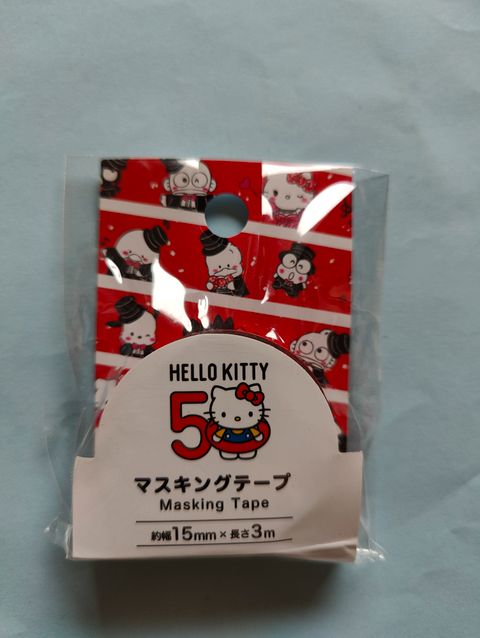 HELLO KITTY
50
マスキングテープ
Masking Tape
約幅15mm×長さ3m